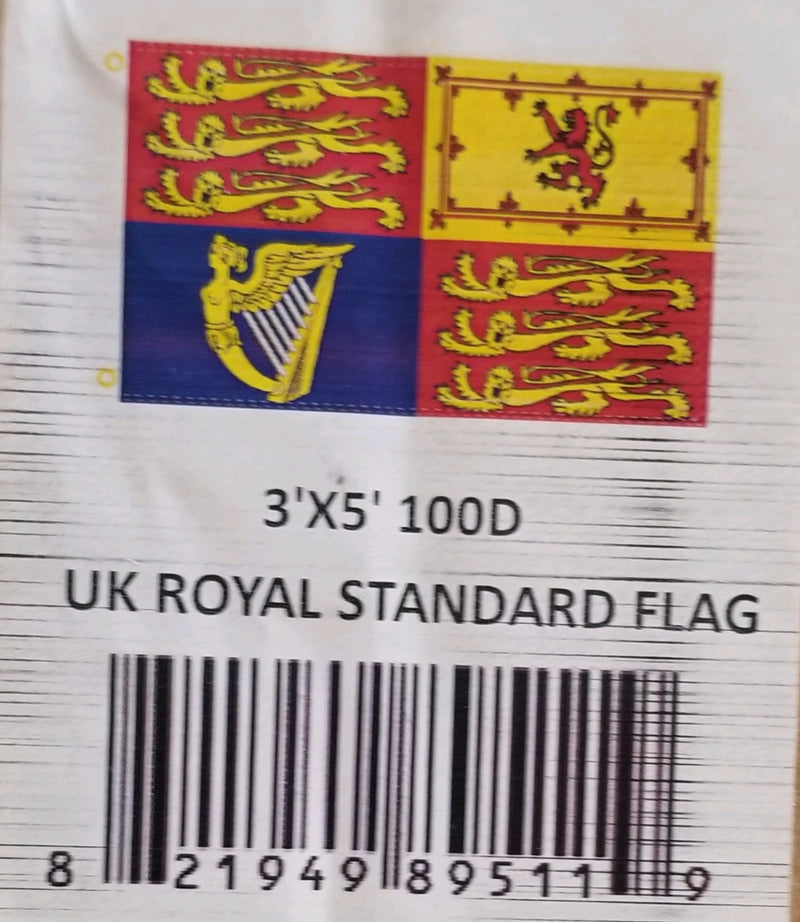 3'X5' 100D
UK ROYAL STANDARD FLAG
8 21949 89511 9